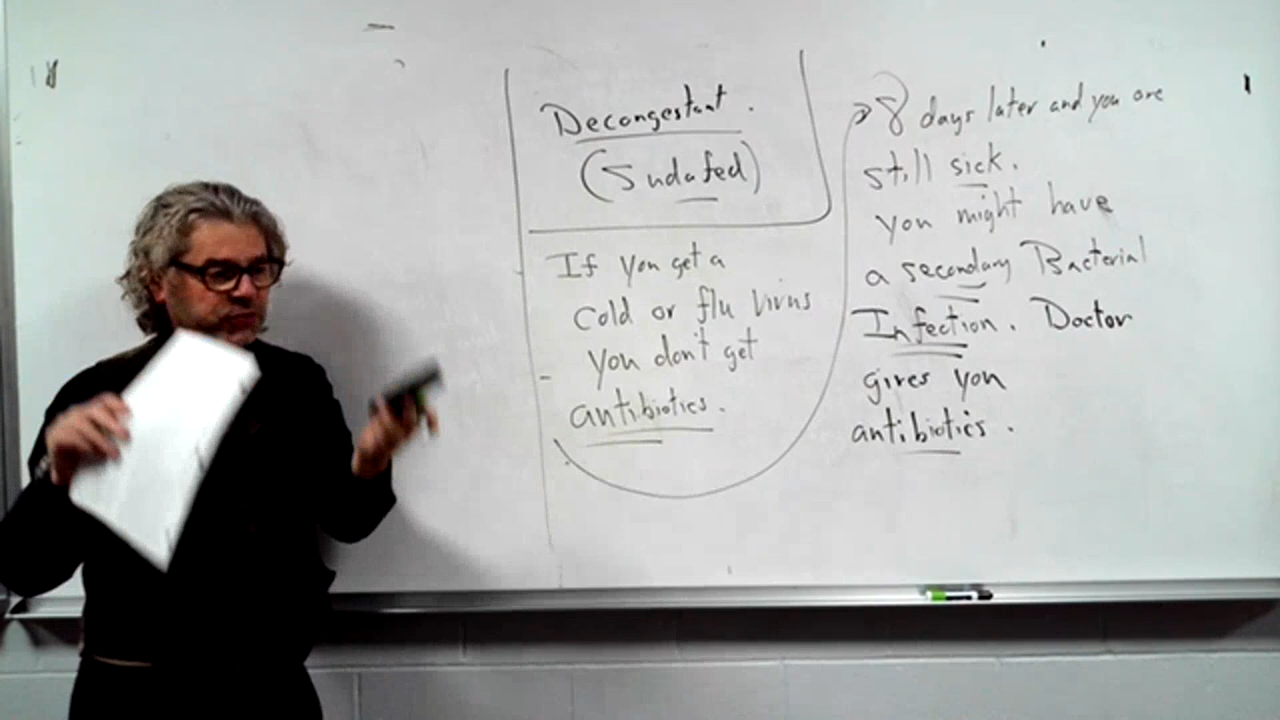 Decongestant.
(Sudafed)
If you get a
cold or flu virus
you don't get
antibiotics.
8 days later and you are
still sick.
you might have
a secondary Bacterial
Infection. Doctor
gives you
antibiotics.